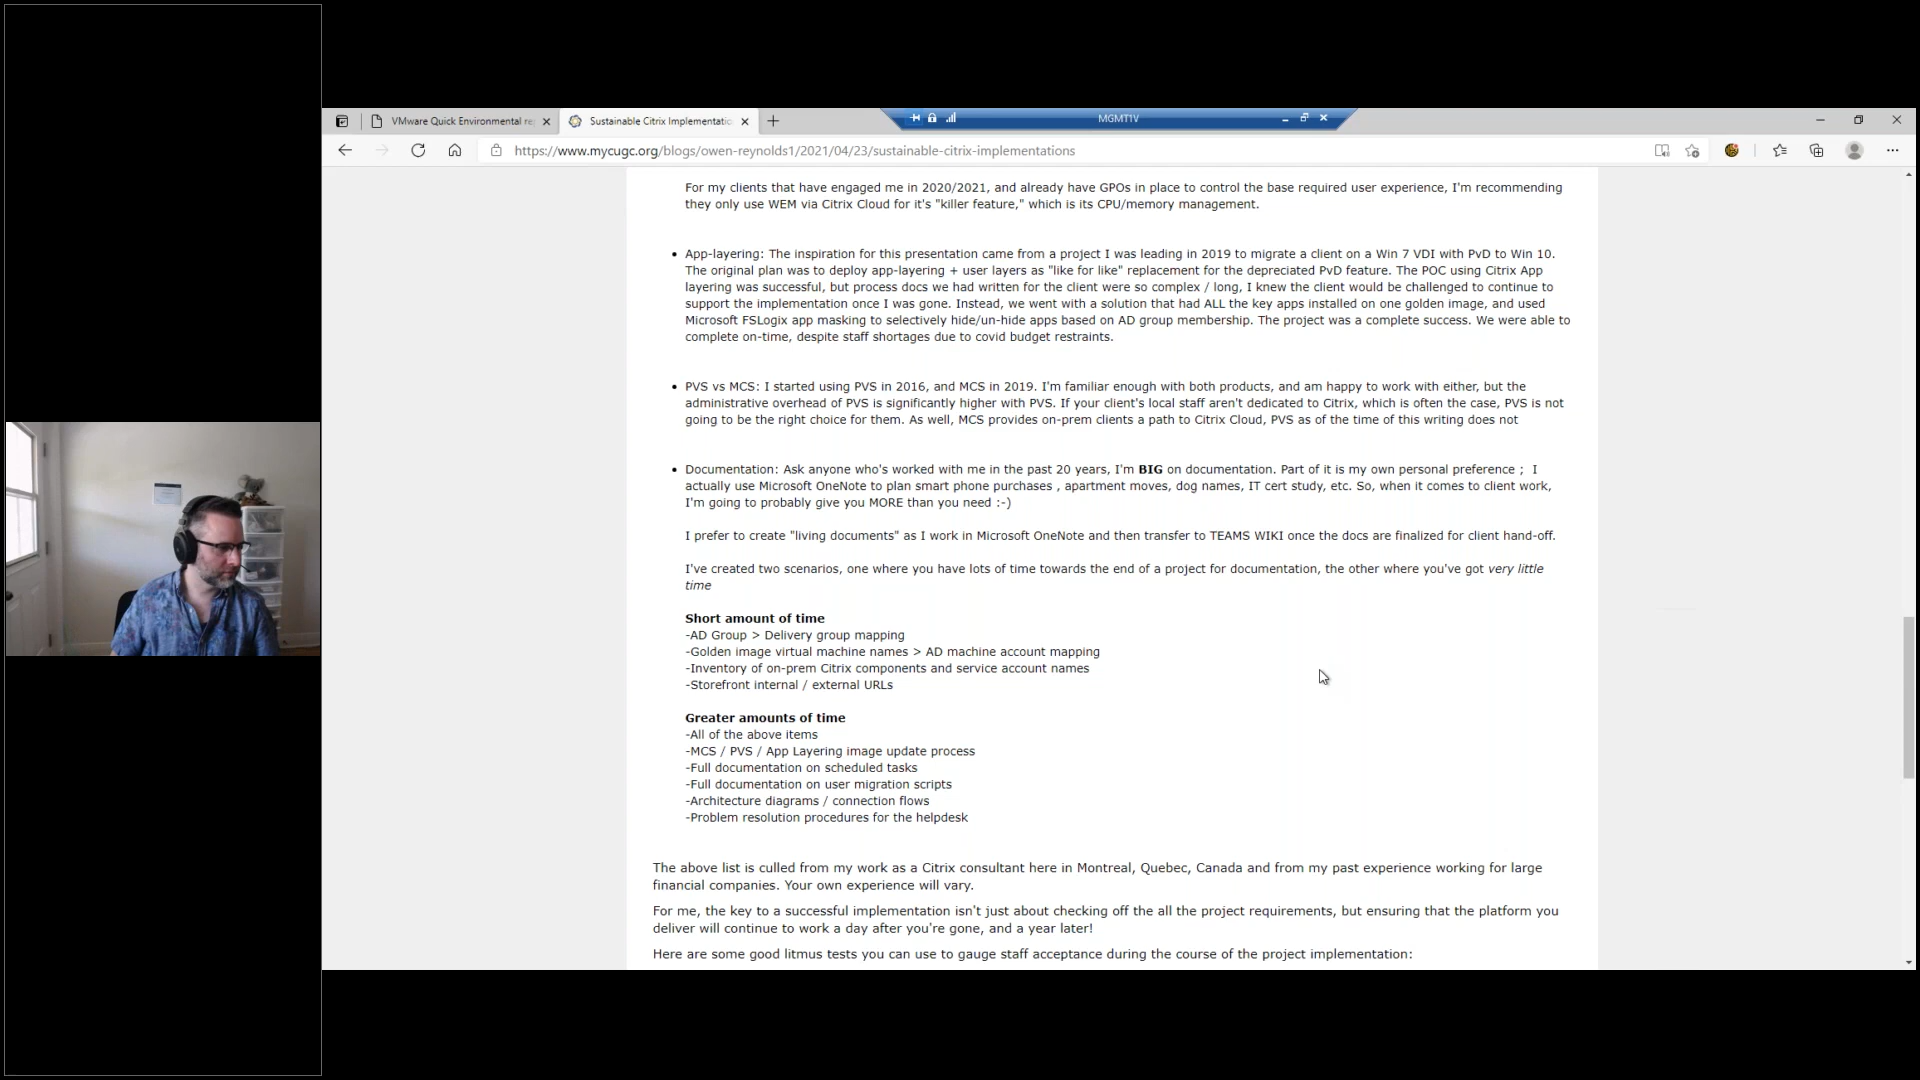 VMware Quick Environmental re
Sustainable Citrix Implementatio
MGMT1V
https://www.mycugc.org/blogs/owen-reynolds1/2021/04/23/sustainable-citrix-implementations
For my clients that have engaged me in 2020/2021, and already have GPOs in place to control the base required user experience, I'm recommending
they only use WEM via Citrix Cloud for it's "killer feature," which is its CPU/memory management.
• App-layering: The inspiration for this presentation came from a project I was leading in 2019 to migrate a client on a Win 7 VDI with PvD to Win 10.
The original plan was to deploy app-layering + user layers as "like for like" replacement for the depreciated PvD feature. The POC using Citrix App
layering was successful, but process docs we had written for the client were so complex / long, I knew the client would be challenged to continue to
support the implementation once I was gone. Instead, we went with a solution that had ALL the key apps installed on one golden image, and used
Microsoft FSLogix app masking to selectively hide/un-hide apps based on AD group membership. The project was a complete success. We were able to
complete on-time, despite staff shortages due to covid budget restraints.
• PVS vs MCS: I started using PVS in 2016, and MCS in 2019. I'm familiar enough with both products, and am happy to work with either, but the
administrative overhead of PVS is significantly higher with PVS. If your client's local staff aren't dedicated to Citrix, which is often the case, PVS is not
going to be the right choice for them. As well, MCS provides on-prem clients a path to Citrix Cloud, PVS as of the time of this writing does not
• Documentation: Ask anyone who's worked with me in the past 20 years, I'm BIG on documentation. Part of it is my own personal preference ; I
actually use Microsoft OneNote to plan smart phone purchases , apartment moves, dog names, IT cert study, etc. So, when it comes to client work,
I'm going to probably give you MORE than you need :-)
I prefer to create "living documents" as I work in Microsoft OneNote and then transfer to TEAMS WIKI once the docs are finalized for client hand-off.
I've created two scenarios, one where you have lots of time towards the end of a project for documentation, the other where you've got very little
time
Short amount of time
-AD Group > Delivery group mapping
-Golden image virtual machine names > AD machine account mapping
-Inventory of on-prem Citrix components and service account names
-Storefront internal / external URLs
Greater amounts of time
-All of the above items
-MCS / PVS / App Layering image update process
-Full documentation on scheduled tasks
-Full documentation on user migration scripts
-Architecture diagrams / connection flows
-Problem resolution procedures for the helpdesk
The above list is culled from my work as a Citrix consultant here in Montreal, Quebec, Canada and from my past experience working for large
financial companies. Your own experience will vary.
For me, the key to a successful implementation isn't just about checking off the all the project requirements, but ensuring that the platform you
deliver will continue to work a day after you're gone, and a year later!
Here are some good litmus tests you can use to gauge staff acceptance during the course of the project implementation: